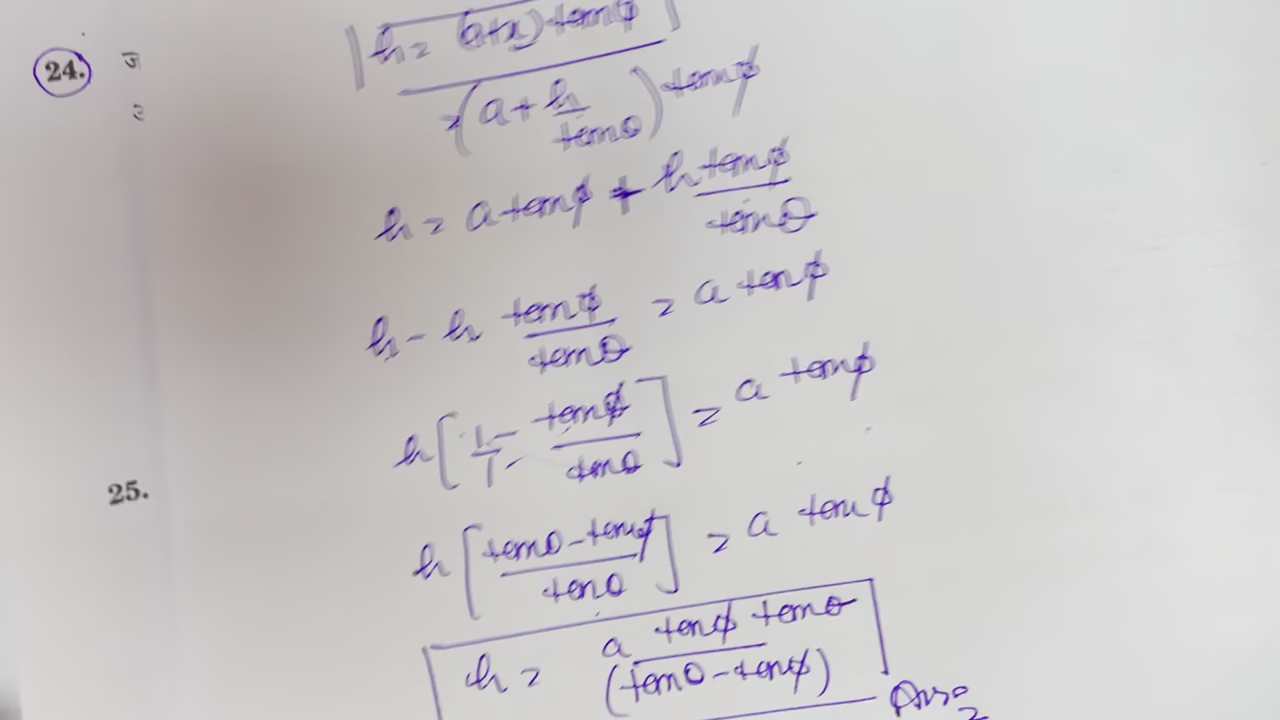 24.
h = (a+x) tanφ
= (a + h/tanθ) tanφ
h = a tanφ + h tanφ/tanθ
h - h tanφ/tanθ = a tanφ
h [1/1 - tanφ/tanθ] = a tanφ
25.
h [tanθ - tanφ/tanθ] = a tanφ
h = a tanφ tanθ/(tanθ - tanφ)
Ans